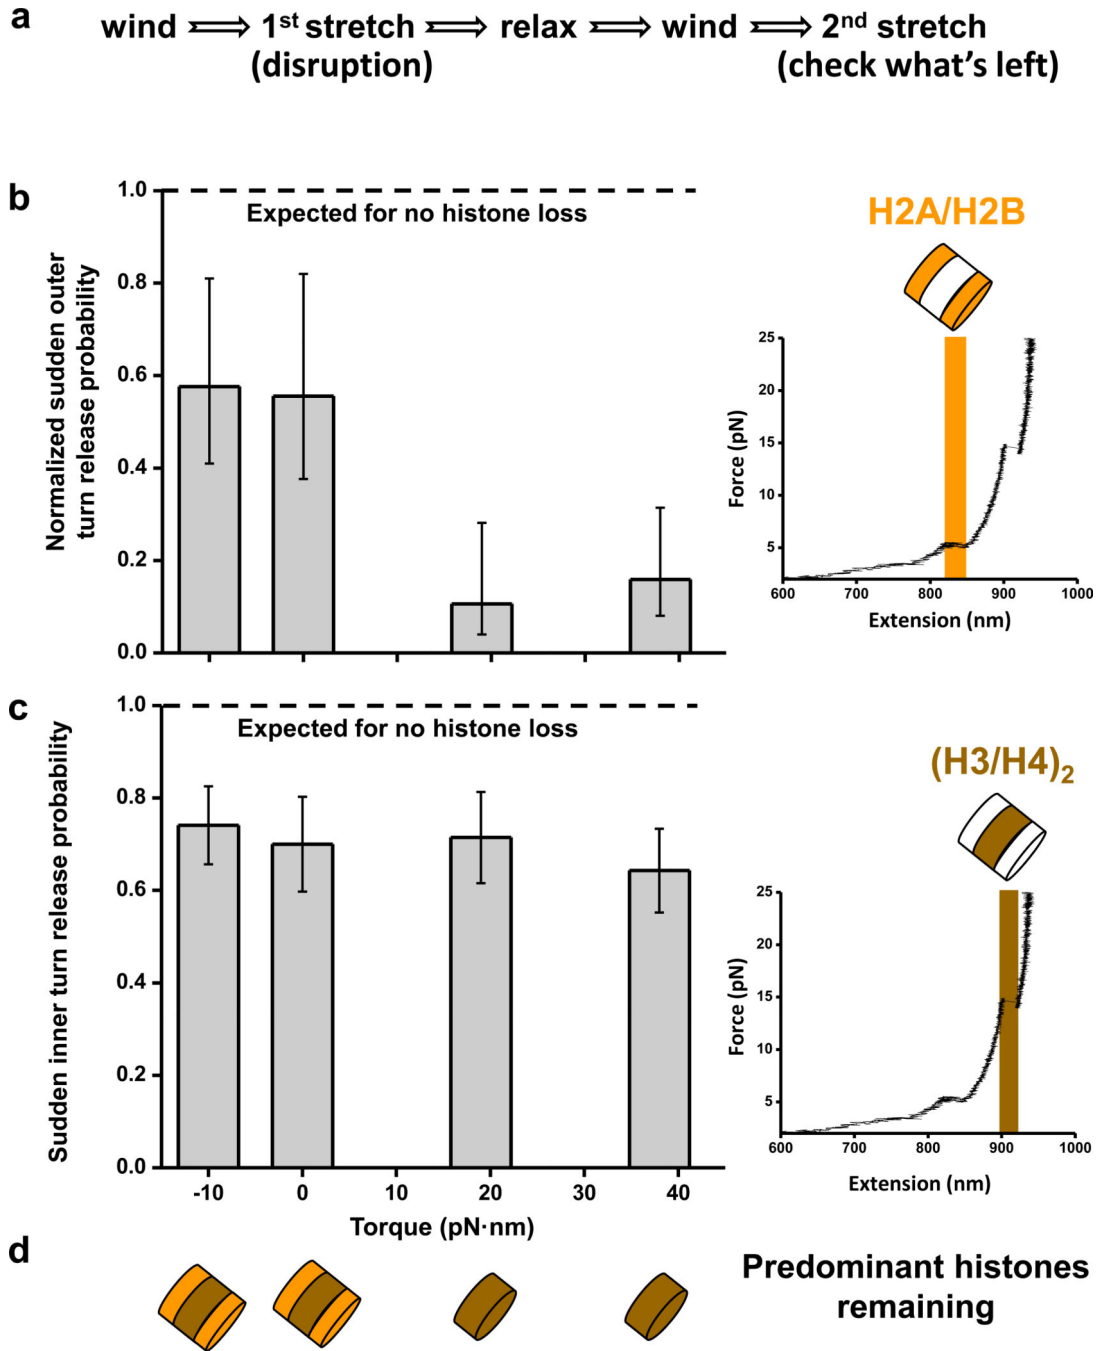 a
wind ⇒ 1st stretch ⇒ relax ⇒ wind ⇒ 2nd stretch
(disruption)
(check what's left)
b
Normalized sudden outer
turn release probability
1.0
0.8
0.6
0.4
0.2
0.0
Expected for no histone loss
H2A/H2B
Force (pN)
25
20
15
10
5
600
700
800
900
1000
Extension (nm)
c
Sudden inner turn release probability
1.0
0.8
0.6
0.4
0.2
0.0
Expected for no histone loss
-10
0
10
20
30
40
Torque (pN·nm)
(H3/H4)2
Force (pN)
25
20
15
10
5
600
700
800
900
1000
Extension (nm)
d
Predominant histones
remaining